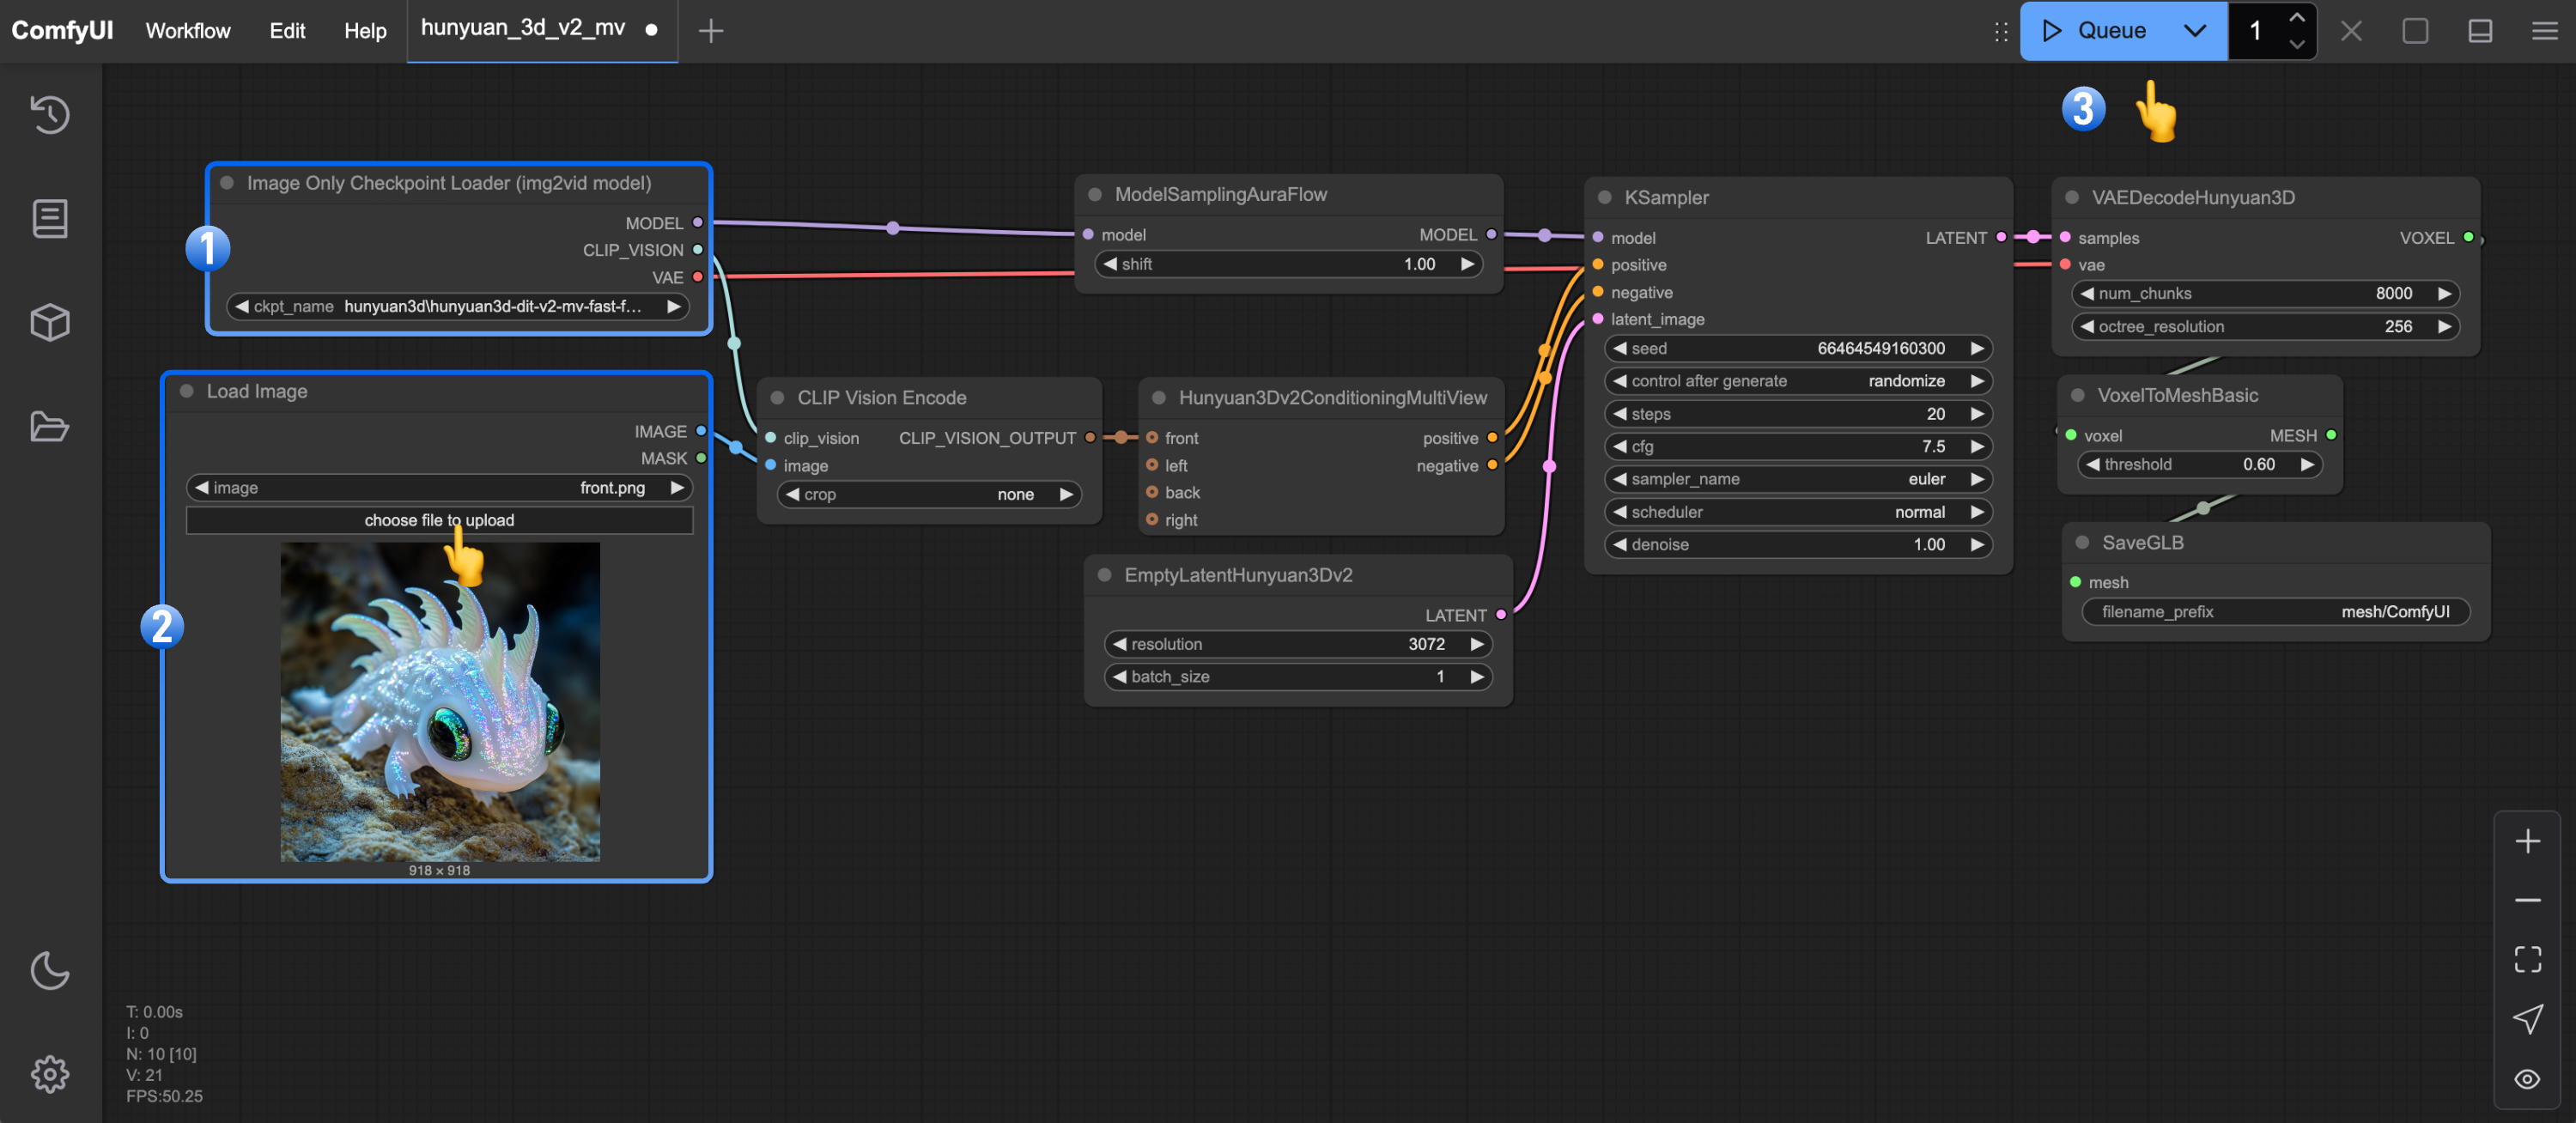 ComfyUI Workflow Edit Help hunyuan_3d_v2_mv Queue 1
3
1
Image Only Checkpoint Loader (img2vid model)
MODEL
CLIP_VISION
VAE
ckpt_name hunyuan3d\hunyuan3d-dit-v2-mv-fast-f...
2
Load Image
IMAGE
MASK
image front.png
choose file to upload
918 × 918
CLIP Vision Encode
clip_vision CLIP_VISION_OUTPUT
image
crop none
ModelSamplingAuraFlow
model MODEL
shift 1.00
Hunyuan3Dv2ConditioningMultiView
front positive
left negative
back
right
EmptyLatentHunyuan3Dv2
LATENT
resolution 3072
batch_size 1
KSampler
model LATENT
positive
negative
latent_image
seed 66464549160300
control after generate randomize
steps 20
cfg 7.5
sampler_name euler
scheduler normal
denoise 1.00
VAEDecodeHunyuan3D
samples VOXEL
vae
num_chunks 8000
octree_resolution 256
VoxelToMeshBasic
voxel MESH
threshold 0.60
SaveGLB
mesh
filename_prefix mesh/ComfyUI
T: 0.00s
I: 0
N: 10 [10]
V: 21
FPS:50.25